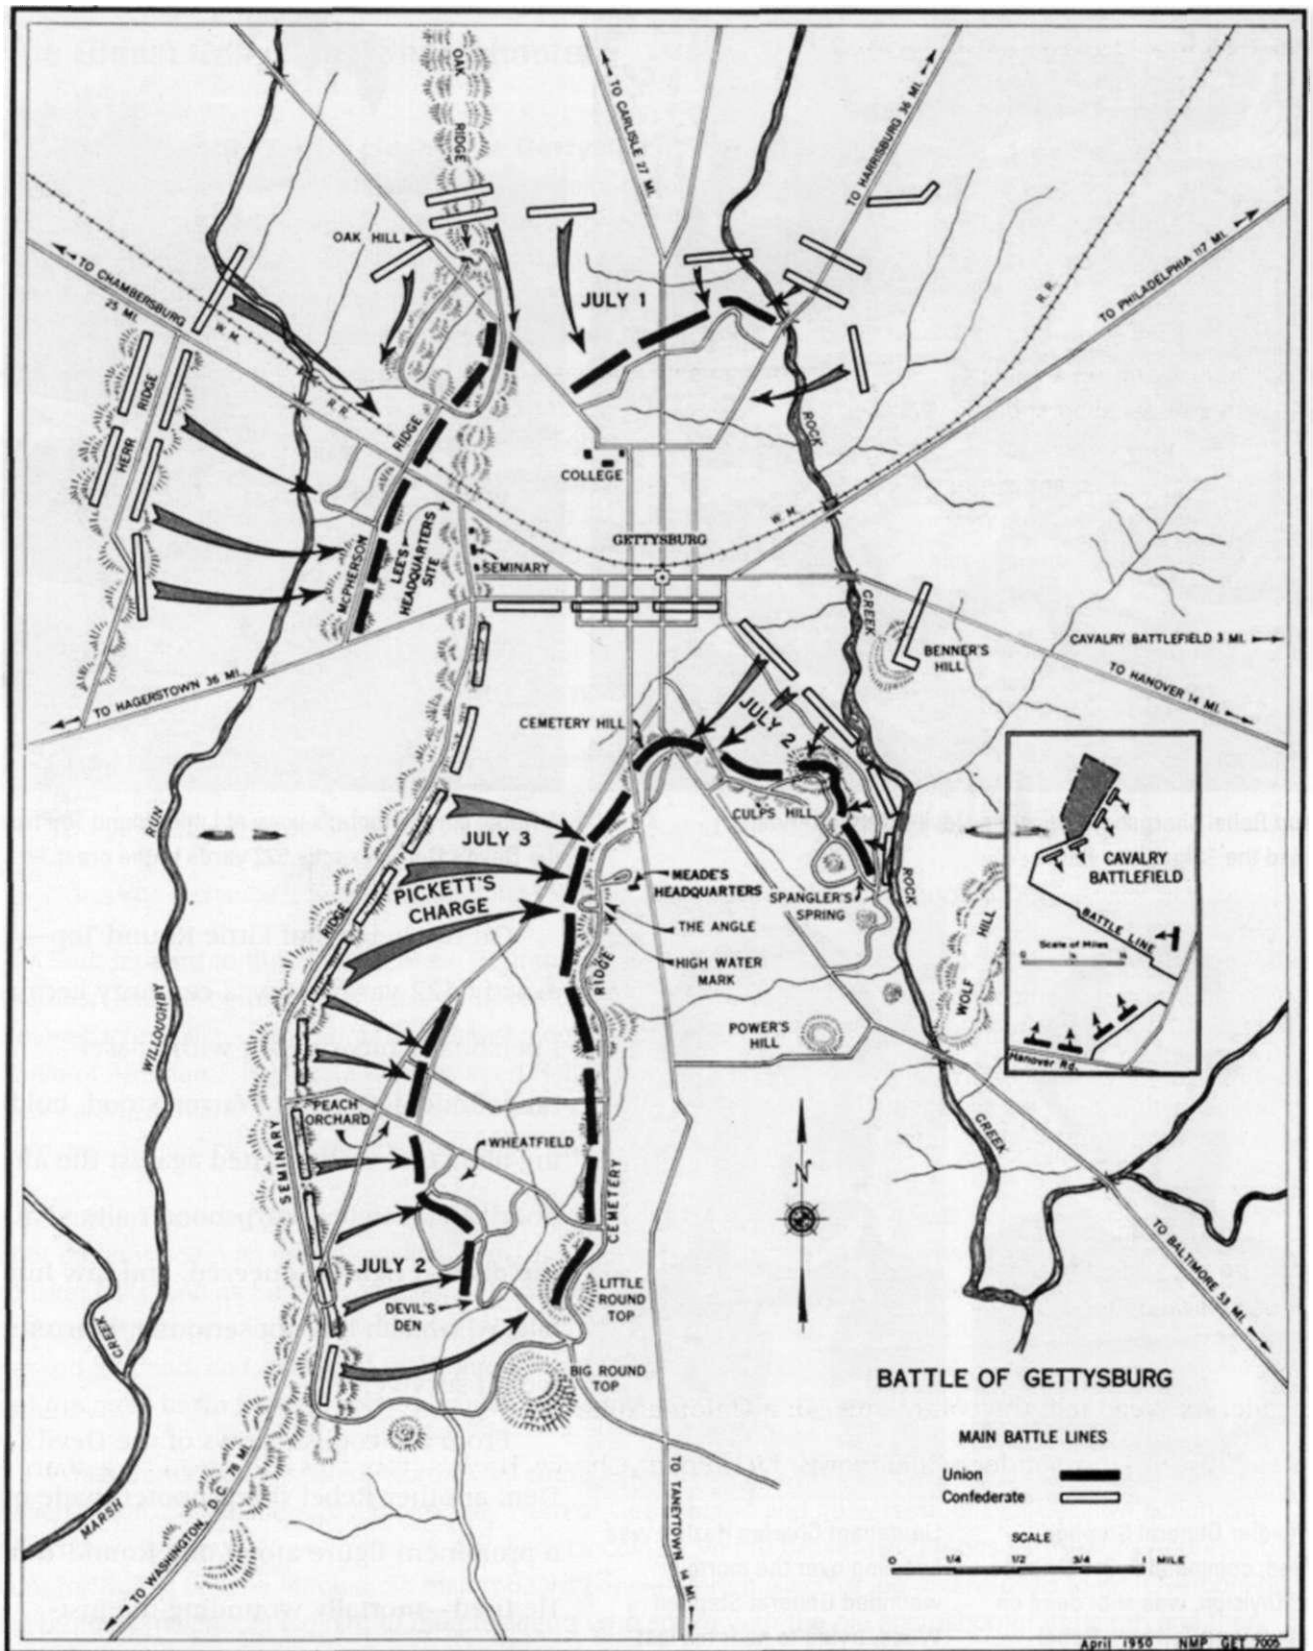 OAK
RIDGE
TO CARLISLE 27 MI.
TO HARRISBURG 36 MI.
OAK HILL
TO CHAMBERSBURG
25 MI.
JULY 1
TO PHILADELPHIA 117 MI.
R.R.
W. M.
R.R.
HERR
RIDGE
RIDGE
ROCK
COLLEGE
W. M.
GETTYSBURG
McPHERSON
LEE'S
HEADQUARTERS
SITE
SEMINARY
CREEK
BENNER'S
HILL
CAVALRY BATTLEFIELD 3 MI.
TO HANOVER 14 MI.
TO HAGERSTOWN 36 MI.
CEMETERY HILL
JULY 2
CULP'S HILL
RUN
JULY 3
PICKETT'S
CHARGE
MEADE'S
HEADQUARTERS
SPANGLER'S
SPRING
ROCK
THE ANGLE
HIGH WATER
MARK
RIDGE
RIDGE
WOLF
HILL
CAVALRY
BATTLEFIELD
BATTLE LINE
Scale of Miles
Hanover Rd.
WILLOUGHBY
POWER'S
HILL
PEACH
ORCHARD
WHEATFIELD
SEMINARY
CEMETERY
CREEK
N
JULY 2
DEVIL'S
DEN
LITTLE
ROUND
TOP
BIG ROUND
TOP
CREEK
MARSH
TO WASHINGTON D.C. 78 MI.
TO TANEYTOWN 14 MI.
TO BALTIMORE 53 MI.
BATTLE OF GETTYSBURG
MAIN BATTLE LINES
Union
Confederate
SCALE
0 1/4 1/2 3/4 1 MILE
April 1950 NMP GET 7005